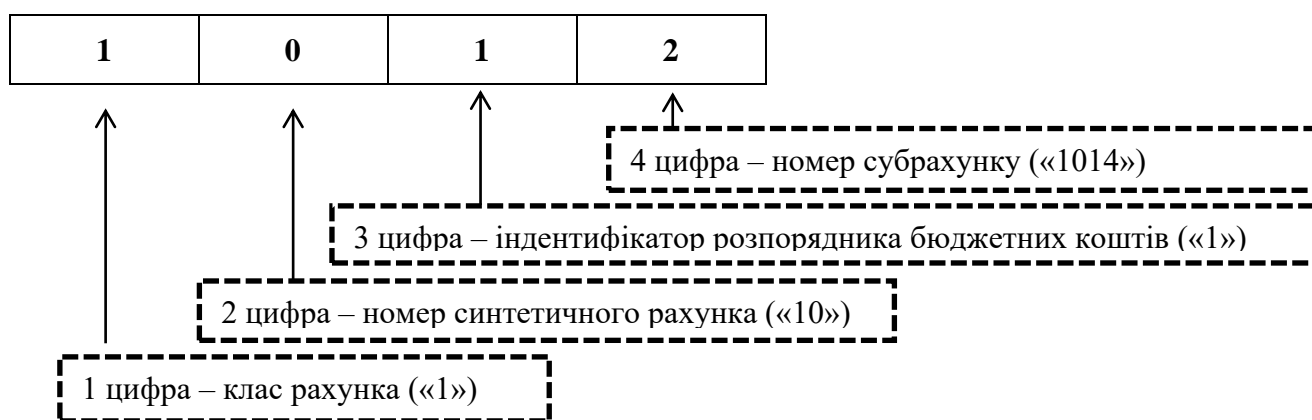 1 0 1 2
4 цифра – номер субрахунку («1014»)
3 цифра – індентифікатор розпорядника бюджетних коштів («1»)
2 цифра – номер синтетичного рахунка («10»)
1 цифра – клас рахунка («1»)